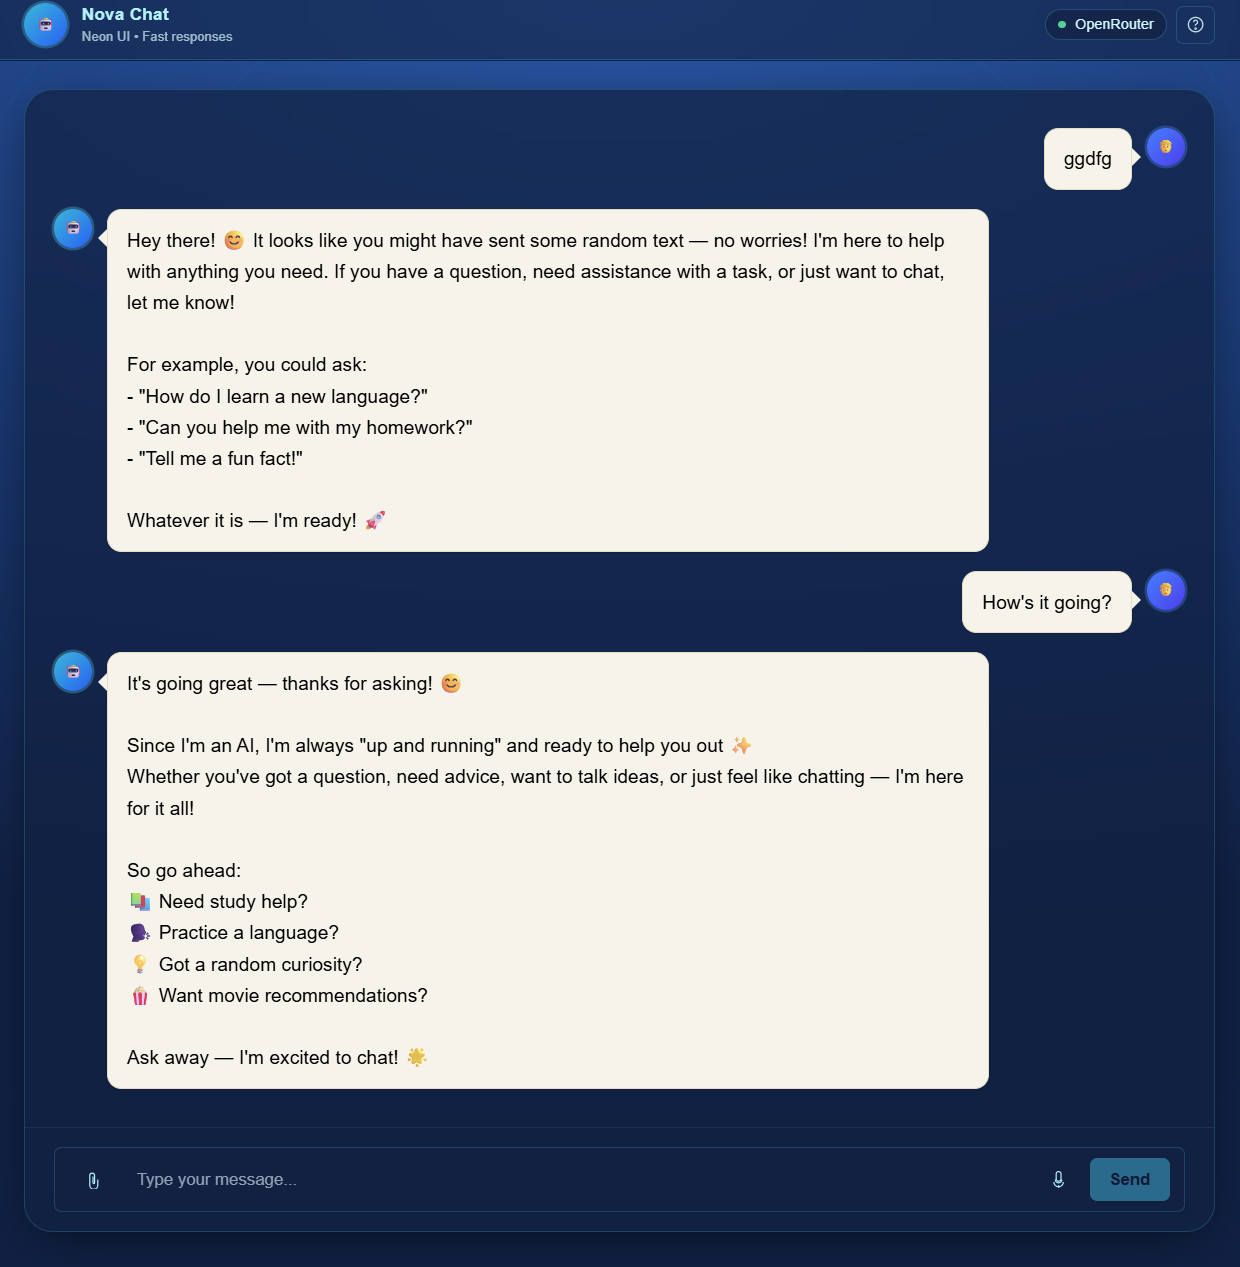 Nova Chat
Neon UI • Fast responses
OpenRouter
ggdfg
Hey there! 😊 It looks like you might have sent some random text — no worries! I'm here to help
with anything you need. If you have a question, need assistance with a task, or just want to chat,
let me know!
For example, you could ask:
- "How do I learn a new language?"
- "Can you help me with my homework?"
- "Tell me a fun fact!"
Whatever it is — I'm ready! 🚀
How's it going?
It's going great — thanks for asking! 😊
Since I'm an AI, I'm always "up and running" and ready to help you out ✨
Whether you've got a question, need advice, want to talk ideas, or just feel like chatting — I'm here
for it all!
So go ahead:
📚 Need study help?
🗣️ Practice a language?
💡 Got a random curiosity?
🍿 Want movie recommendations?
Ask away — I'm excited to chat! 🌟
Type your message...
Send